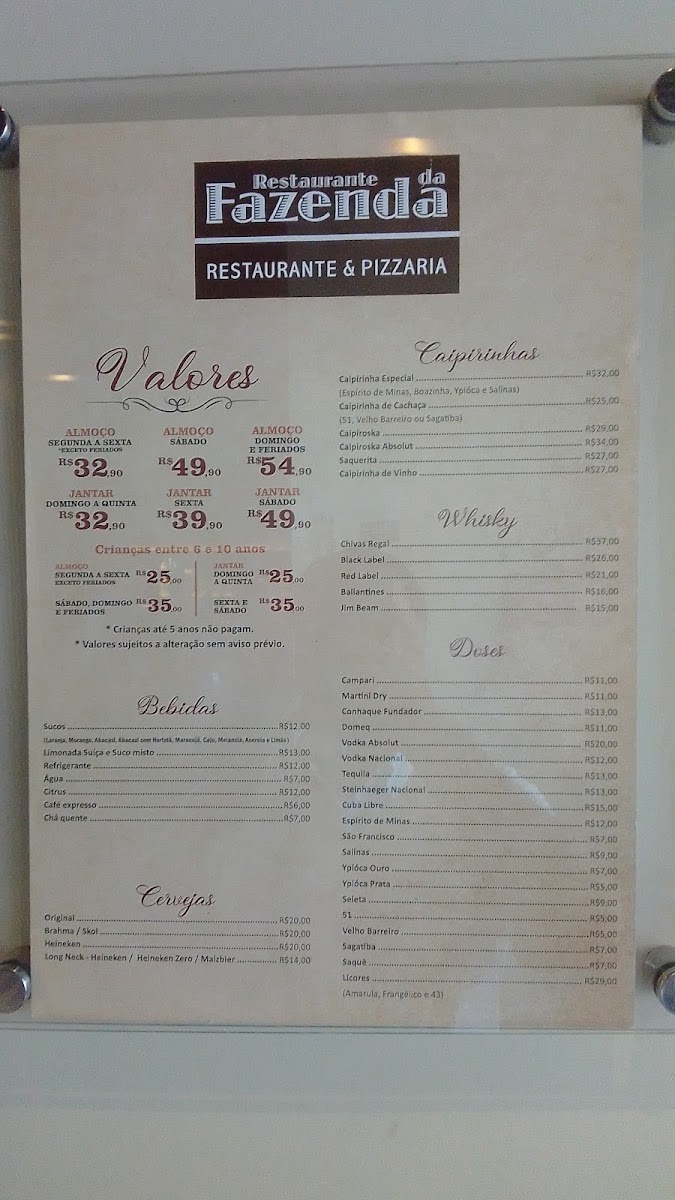 Restaurante da
Fazenda
RESTAURANTE & PIZZARIA
Valores
ALMOÇO
SEGUNDA A SEXTA
*EXCETO FERIADOS
R$32,90
ALMOÇO
SÁBADO
R$49,90
ALMOÇO
DOMINGO
E FERIADOS
R$54,90
JANTAR
DOMINGO A QUINTA
R$32,90
JANTAR
SEXTA
R$39,90
JANTAR
SÁBADO
R$49,90
Crianças entre 6 e 10 anos
ALMOÇO
SEGUNDA A SEXTA R$25,00
EXCETO FERIADOS
SÁBADO, DOMINGO R$35,00
E FERIADOS
JANTAR
DOMINGO R$25,00
A QUINTA
SEXTA E R$35,00
SÁBADO
* Crianças até 5 anos não pagam.
* Valores sujeitos a alteração sem aviso prévio.
Bebidas
Sucos R$12,00
(Laranja, Morango, Abacaxi, Abacaxi com Hortelã, Maracujá, Caju, Melancia, Acerola e Limão)
Limonada Suíça e Suco misto R$13,00
Refrigerante R$12,00
Água R$7,00
Citrus R$12,00
Café expresso R$6,00
Chá quente R$7,00
Cervejas
Original R$20,00
Brahma / Skol R$20,00
Heineken R$20,00
Long Neck - Heineken / Heineken Zero / Malzbier R$14,00
Caipirinhas
Caipirinha Especial R$32,00
(Espírito de Minas, Boazinha, Ypióca e Salinas)
Caipirinha de Cachaça R$25,00
(51, Velho Barreiro ou Sagatiba)
Caipiroska R$29,00
Caipiroska Absolut R$34,00
Saquerita R$27,00
Caipirinha de Vinho R$27,00
Whisky
Chivas Regal R$37,00
Black Label R$26,00
Red Label R$21,00
Ballantines R$16,00
Jim Beam R$15,00
Doses
Campari R$11,00
Martini Dry R$11,00
Conhaque Fundador R$13,00
Domeq R$11,00
Vodka Absolut R$20,00
Vodka Nacional R$12,00
Tequila R$13,00
Steinhaeger Nacional R$13,00
Cuba Libre R$15,00
Espírito de Minas R$12,00
São Francisco R$7,00
Salinas R$9,00
Ypióca Ouro R$7,00
Ypióca Prata R$5,00
Seleta R$9,00
51 R$5,00
Velho Barreiro R$5,00
Sagatiba R$7,00
Saquê R$7,00
Licores R$29,00
(Amarula, Frangélico e 43)